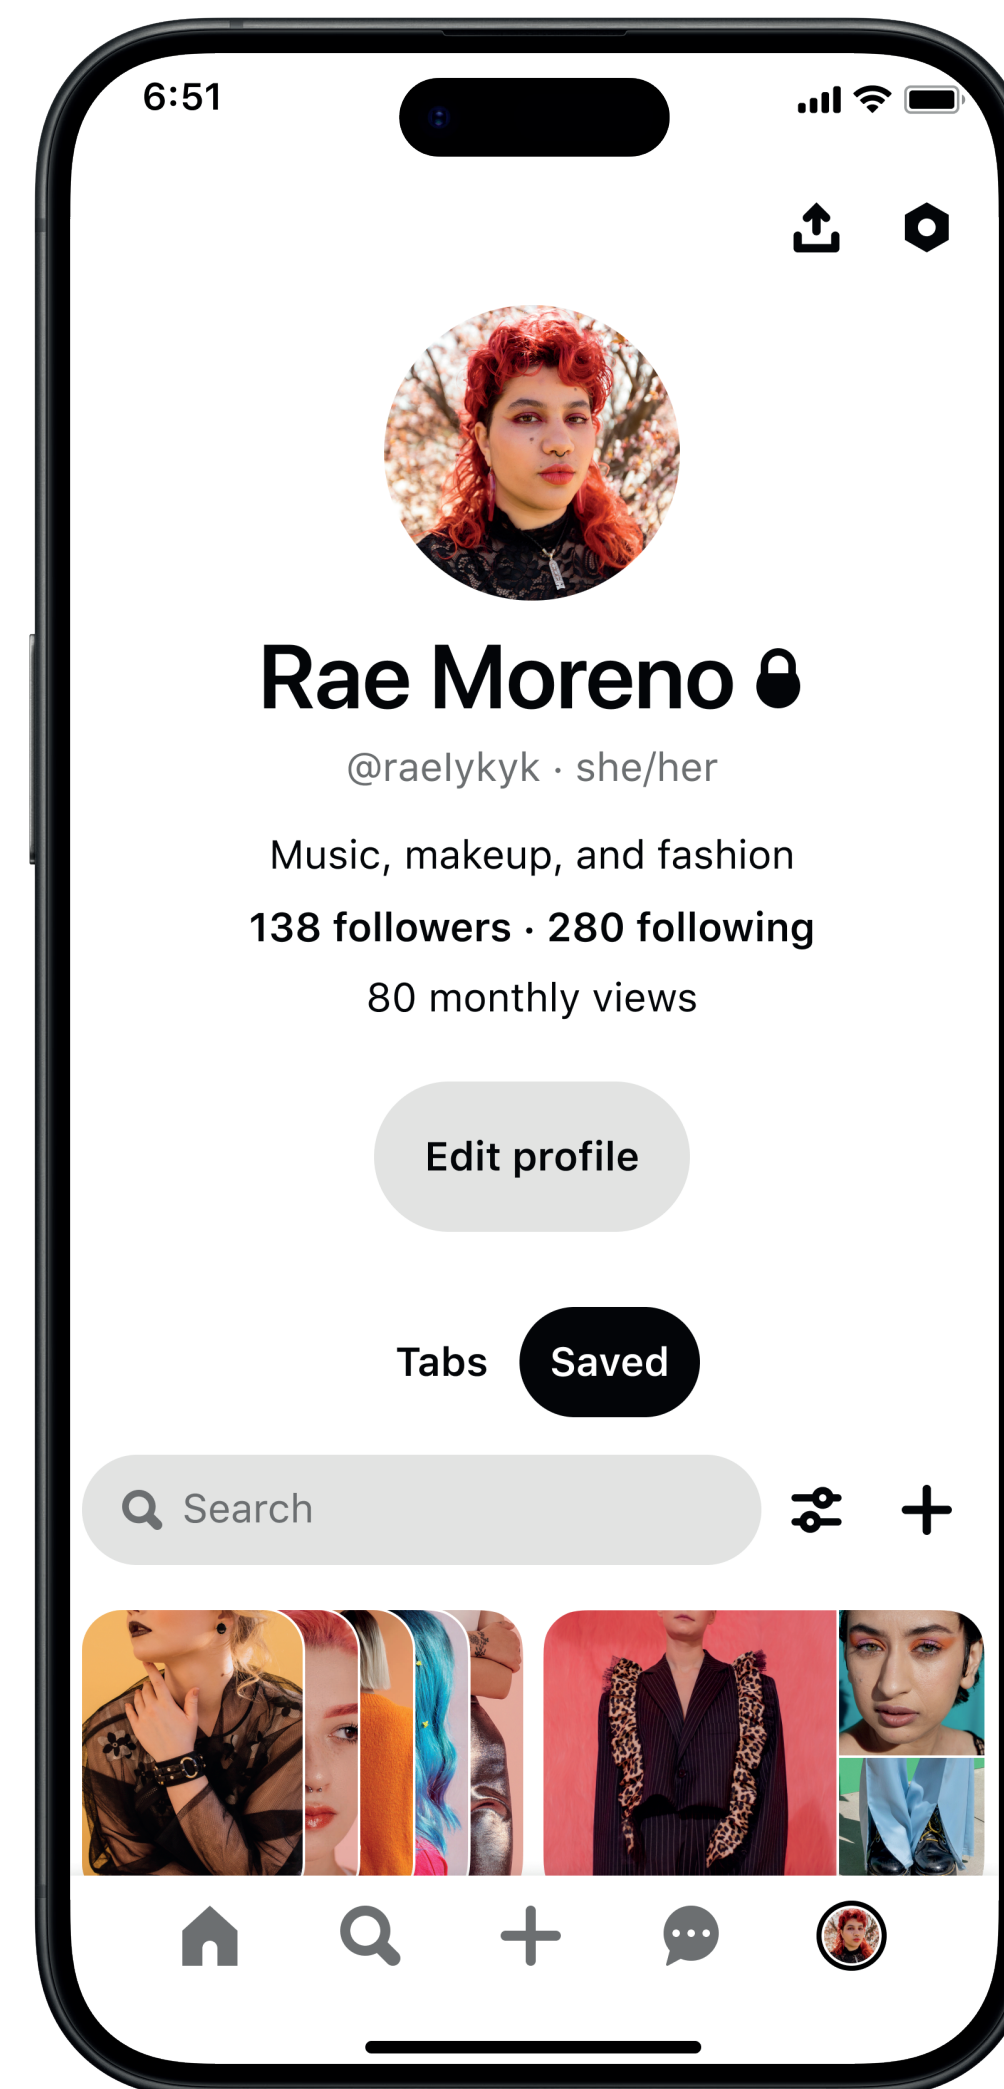 6:51
Rae Moreno
@raelykyk · she/her
Music, makeup, and fashion
138 followers · 280 following
80 monthly views
Edit profile
Tabs Saved
Search